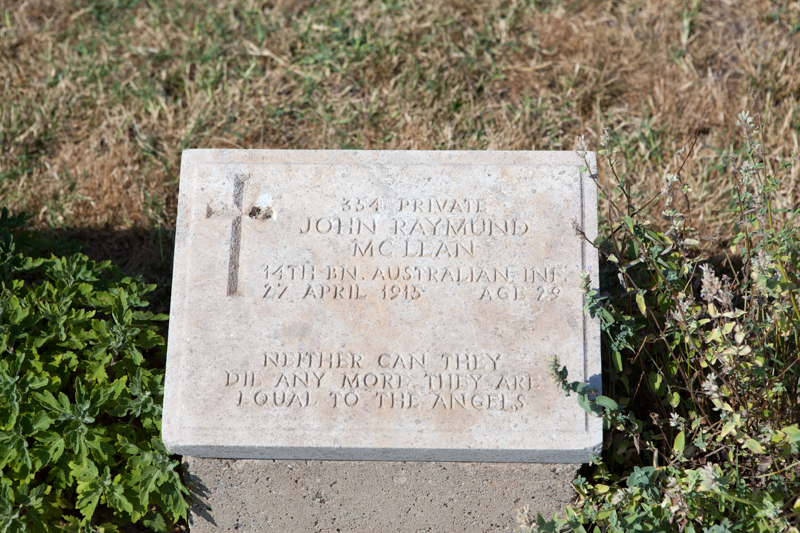 354 PRIVATE
JOHN RAYMUND
MC LEAN
14TH BN. AUSTRALIAN INF.
27 APRIL 1915 AGE 29
NEITHER CAN THEY
DIE ANY MORE. THEY ARE
EQUAL TO THE ANGELS